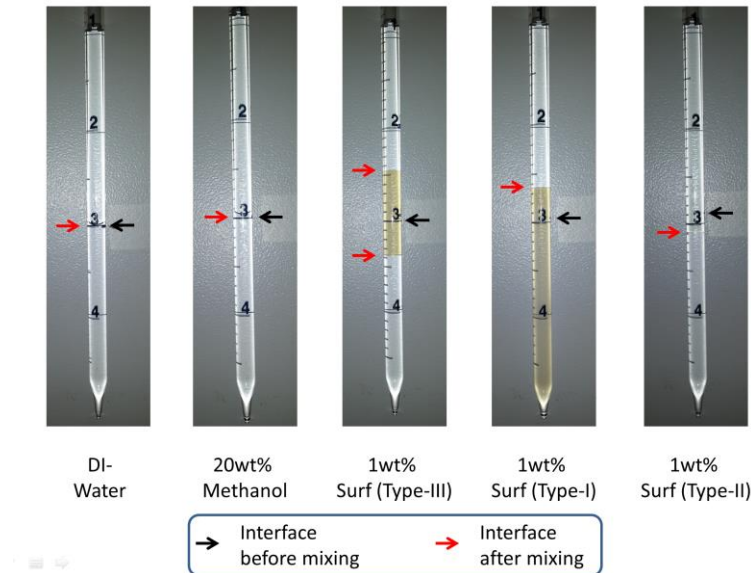 1 1 1 1
2 2 2 2 2
3 3 3 3 3
4 4 4 4 4
DI-
Water
20wt%
Methanol
1wt%
Surf (Type-III)
1wt%
Surf (Type-I)
1wt%
Surf (Type-II)
Interface
before mixing
Interface
after mixing